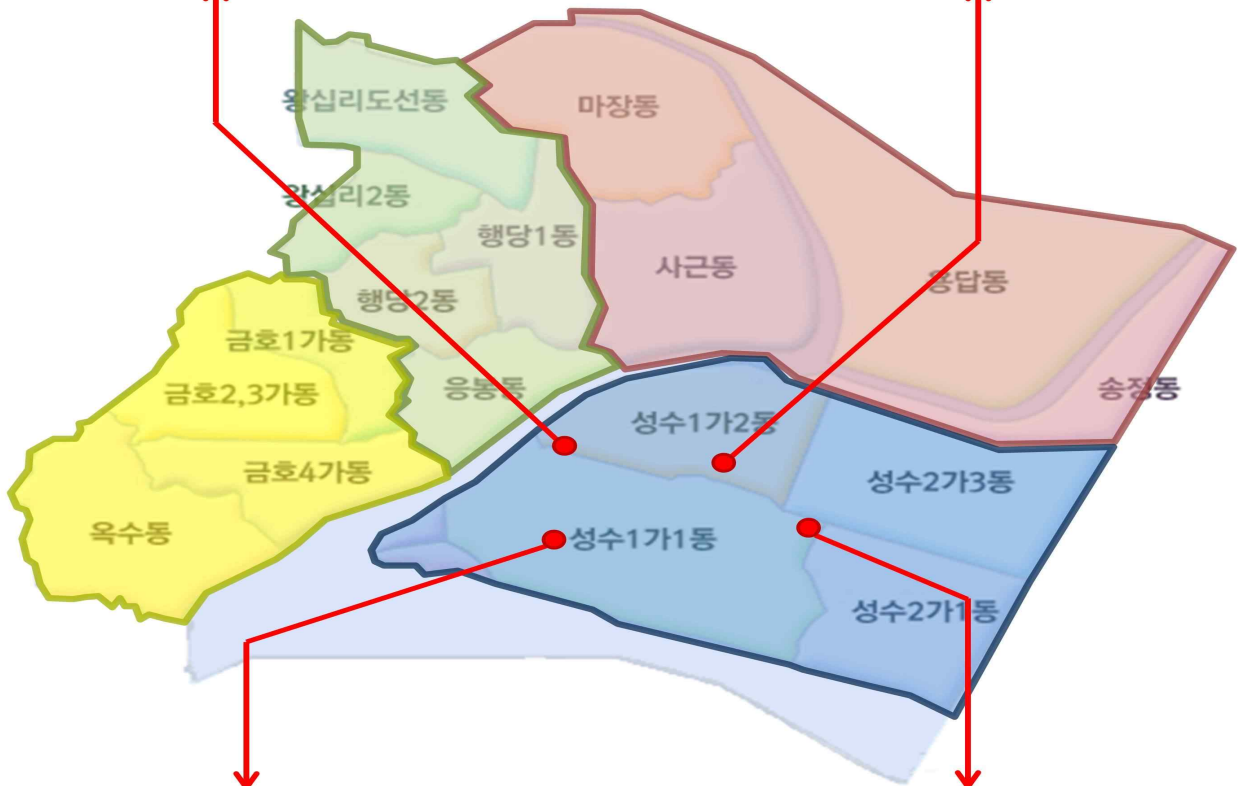 왕십리도선동
마장동
왕십리2동
행당1동
사근동
용답동
행당2동
금호1가동
금호2,3가동
응봉동
송정동
성수1가2동
금호4가동
성수2가3동
옥수동
성수1가1동
성수2가1동